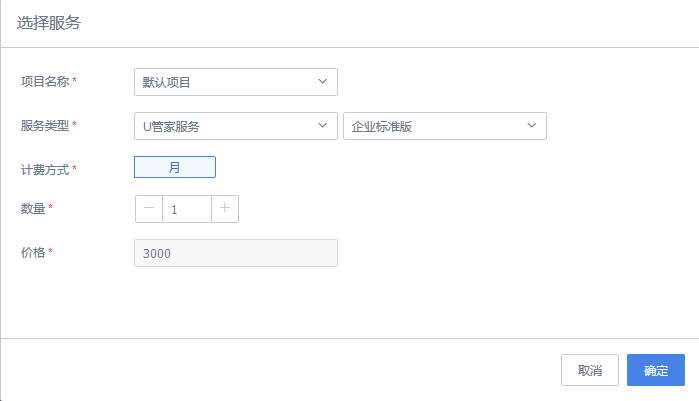 选择服务
项目名称 * 默认项目
服务类型 * U管家服务 企业标准版
计费方式 * 月
数量 * 1
价格 * 3000
取消 确定